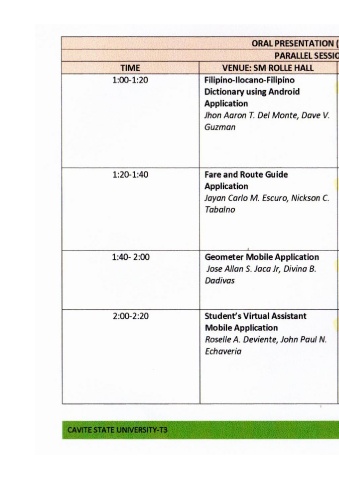 ORAL PRESENTATION (
PARALLEL SESSIO
TIME VENUE: SM ROLLE HALL
1:00-1:20 Filipino-Ilocano-Filipino
Dictionary using Android
Application
Jhon Aaron T. Del Monte, Dave V.
Guzman
1:20-1:40 Fare and Route Guide
Application
Jayan Carlo M. Escuro, Nickson C.
Tabalno
1:40- 2:00 Geometer Mobile Application
Jose Allan S. Jaca Jr, Divina B.
Dadivas
2:00-2:20 Student's Virtual Assistant
Mobile Application
Roselle A. Deviente, John Paul N.
Echaveria
CAVITE STATE UNIVERSITY-T3